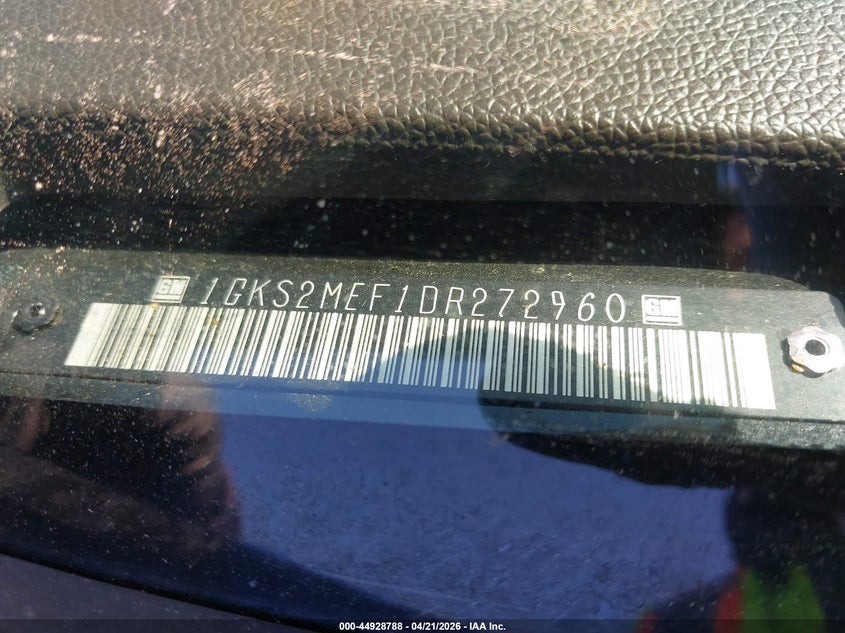 GM 1GKS2MEF1DR272960 GM
000-44928788 - 04/21/2026 - IAA Inc.